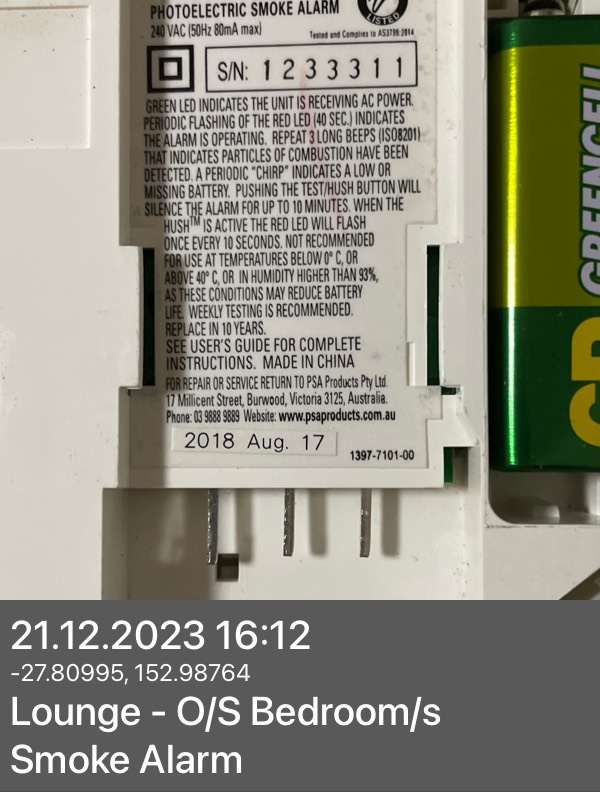 PHOTOELECTRIC SMOKE ALARM
240 VAC (50Hz 80mA max)
Tested and Complies to AS3786:2014
LISTED
S/N: 1233311
GREEN LED INDICATES THE UNIT IS RECEIVING AC POWER.
PERIODIC FLASHING OF THE RED LED (40 SEC.) INDICATES
THE ALARM IS OPERATING. REPEAT 3 LONG BEEPS (ISO8201)
THAT INDICATES PARTICLES OF COMBUSTION HAVE BEEN
DETECTED. A PERIODIC "CHIRP" INDICATES A LOW OR
MISSING BATTERY. PUSHING THE TEST/HUSH BUTTON WILL
SILENCE THE ALARM FOR UP TO 10 MINUTES. WHEN THE
HUSH™ IS ACTIVE THE RED LED WILL FLASH
ONCE EVERY 10 SECONDS. NOT RECOMMENDED
FOR USE AT TEMPERATURES BELOW 0° C, OR
ABOVE 40° C, OR IN HUMIDITY HIGHER THAN 93%,
AS THESE CONDITIONS MAY REDUCE BATTERY
LIFE. WEEKLY TESTING IS RECOMMENDED.
REPLACE IN 10 YEARS.
SEE USER'S GUIDE FOR COMPLETE
INSTRUCTIONS. MADE IN CHINA
FOR REPAIR OR SERVICE RETURN TO PSA Products Pty Ltd.
17 Millicent Street, Burwood, Victoria 3125, Australia.
Phone: 03 9888 9889 Website: www.psaproducts.com.au
2018 Aug. 17
1397-7101-00
GREENCELL
GP
21.12.2023 16:12
-27.80995, 152.98764
Lounge - O/S Bedroom/s
Smoke Alarm